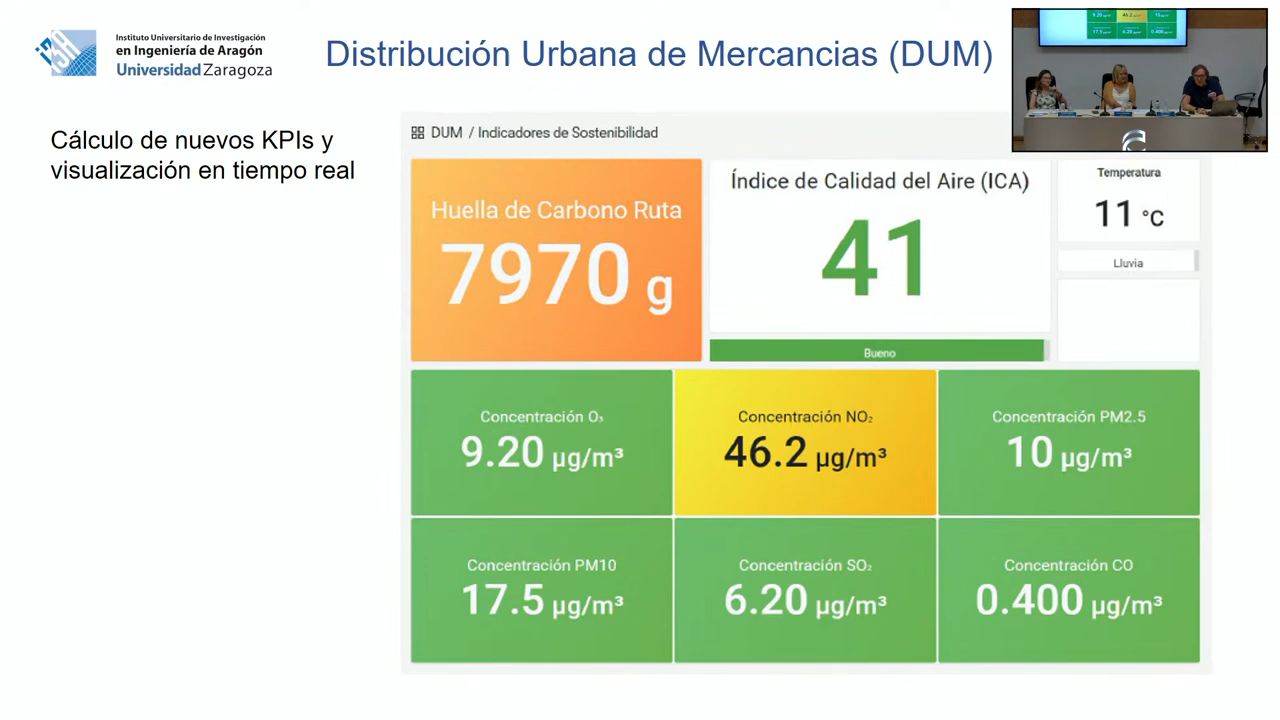 Instituto Universitario de Investigación
en Ingeniería de Aragón
Universidad Zaragoza
Distribución Urbana de Mercancias (DUM)
Cálculo de nuevos KPIs y
visualización en tiempo real
DUM / Indicadores de Sostenibilidad
Huella de Carbono Ruta
7970 g
Índice de Calidad del Aire (ICA)
41
Bueno
Temperatura
11 °C
Lluvia
Concentración O₃
9.20 µg/m³
Concentración NO₂
46.2 µg/m³
Concentración PM2.5
10 µg/m³
Concentración PM10
17.5 µg/m³
Concentración SO₂
6.20 µg/m³
Concentración CO
0.400 µg/m³